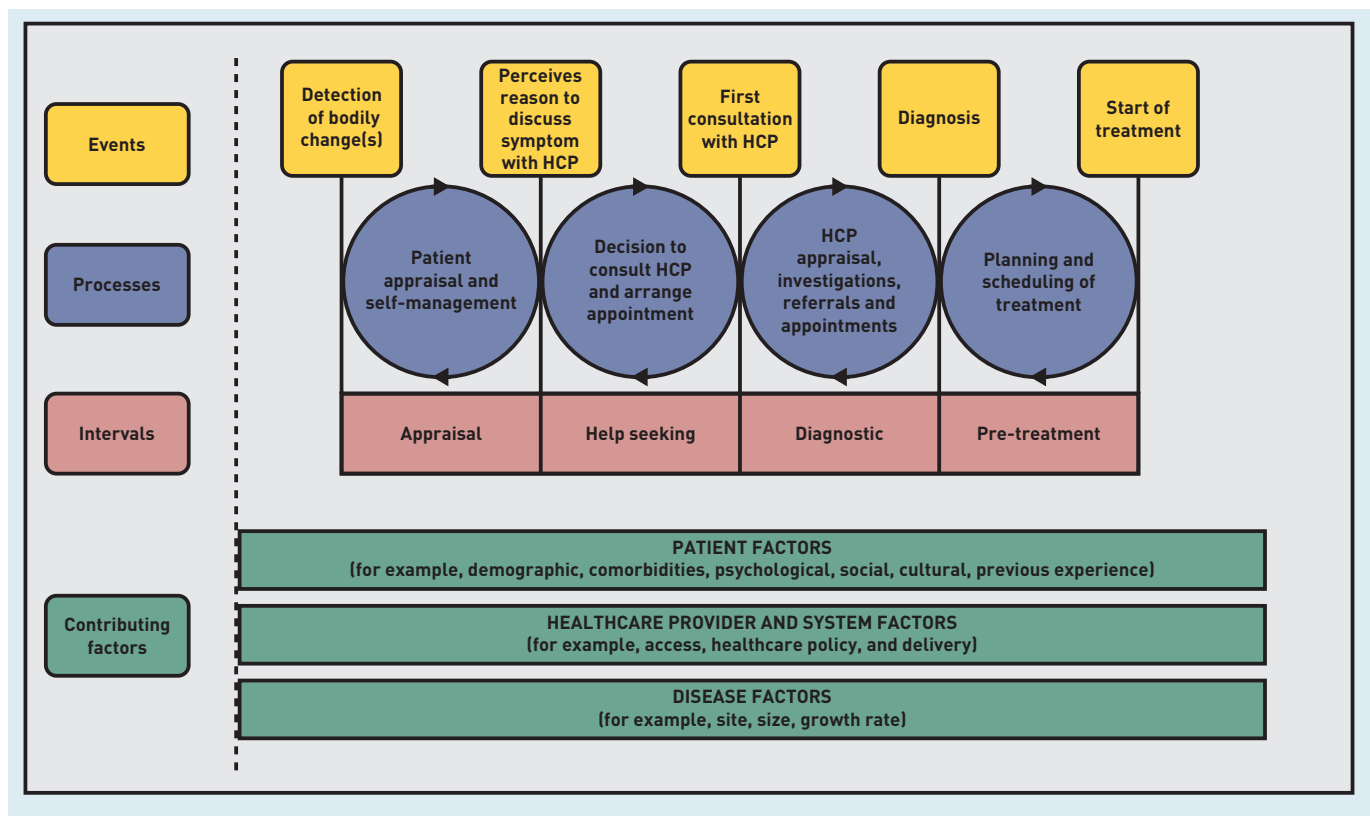 Events
Detection
of bodily
change(s)
Perceives
reason to
discuss
symptom
with HCP
First
consultation
with HCP
Diagnosis
Start of
treatment
Processes
Patient
appraisal and
self-management
Decision to
consult HCP
and arrange
appointment
HCP
appraisal,
investigations,
referrals and
appointments
Planning and
scheduling of
treatment
Intervals
Appraisal
Help seeking
Diagnostic
Pre-treatment
Contributing
factors
PATIENT FACTORS
(for example, demographic, comorbidities, psychological, social, cultural, previous experience)
HEALTHCARE PROVIDER AND SYSTEM FACTORS
(for example, access, healthcare policy, and delivery)
DISEASE FACTORS
(for example, site, size, growth rate)